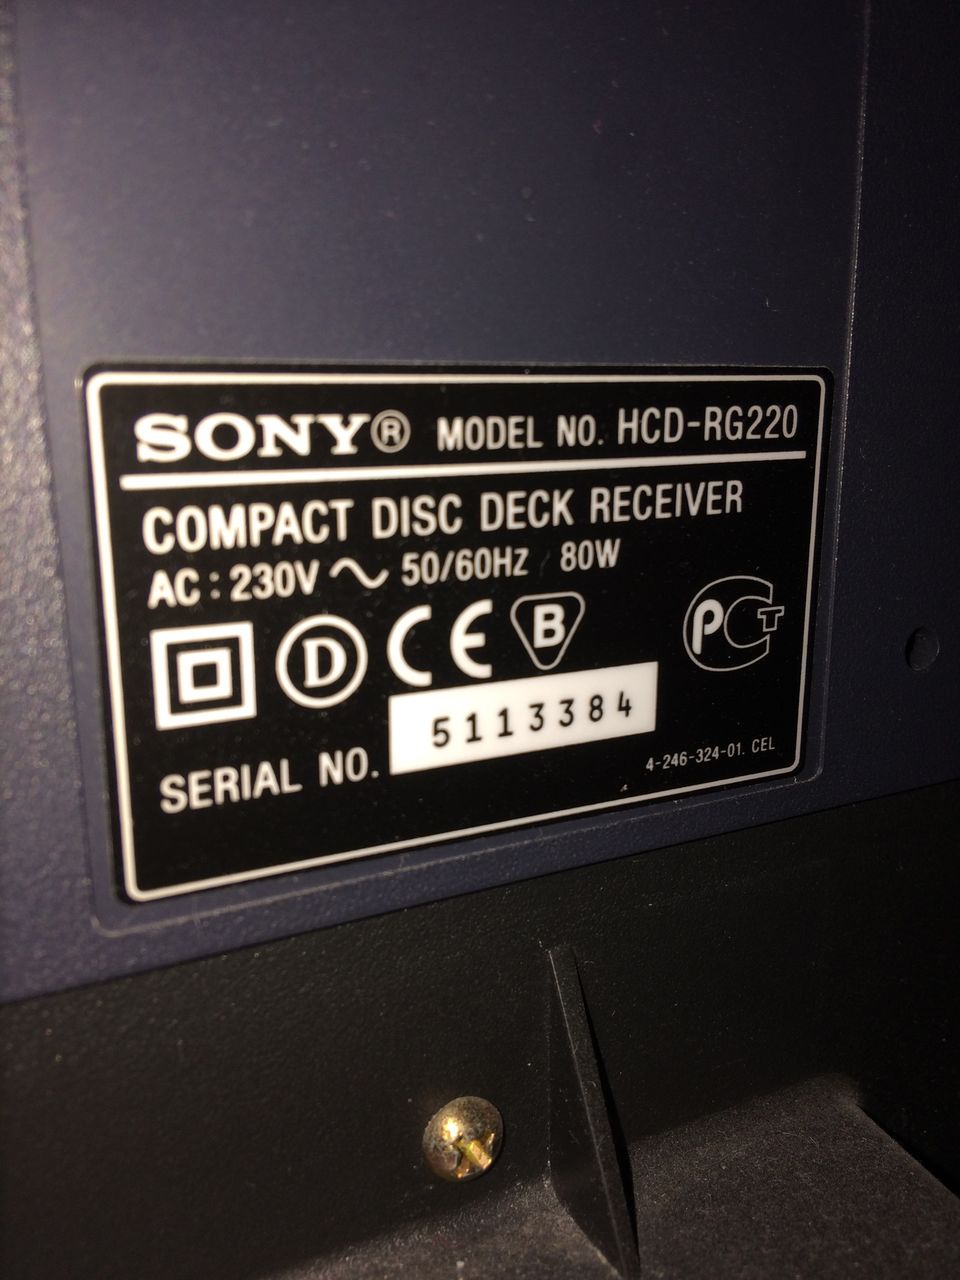 SONY® MODEL NO. HCD-RG220
COMPACT DISC DECK RECEIVER
AC : 230V ~ 50/60Hz 80W
D CE B PCT
SERIAL NO. 5113384
4-246-324-01. CEL